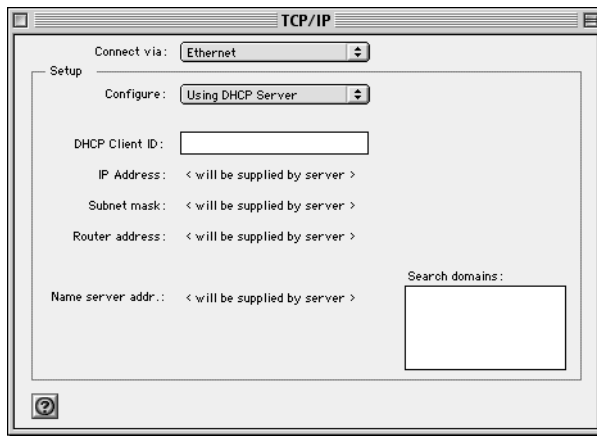 TCP/IP
Connect via: Ethernet
Setup
Configure: Using DHCP Server
DHCP Client ID:
IP Address: < will be supplied by server >
Subnet mask: < will be supplied by server >
Router address: < will be supplied by server >
Search domains:
Name server addr.: < will be supplied by server >
?